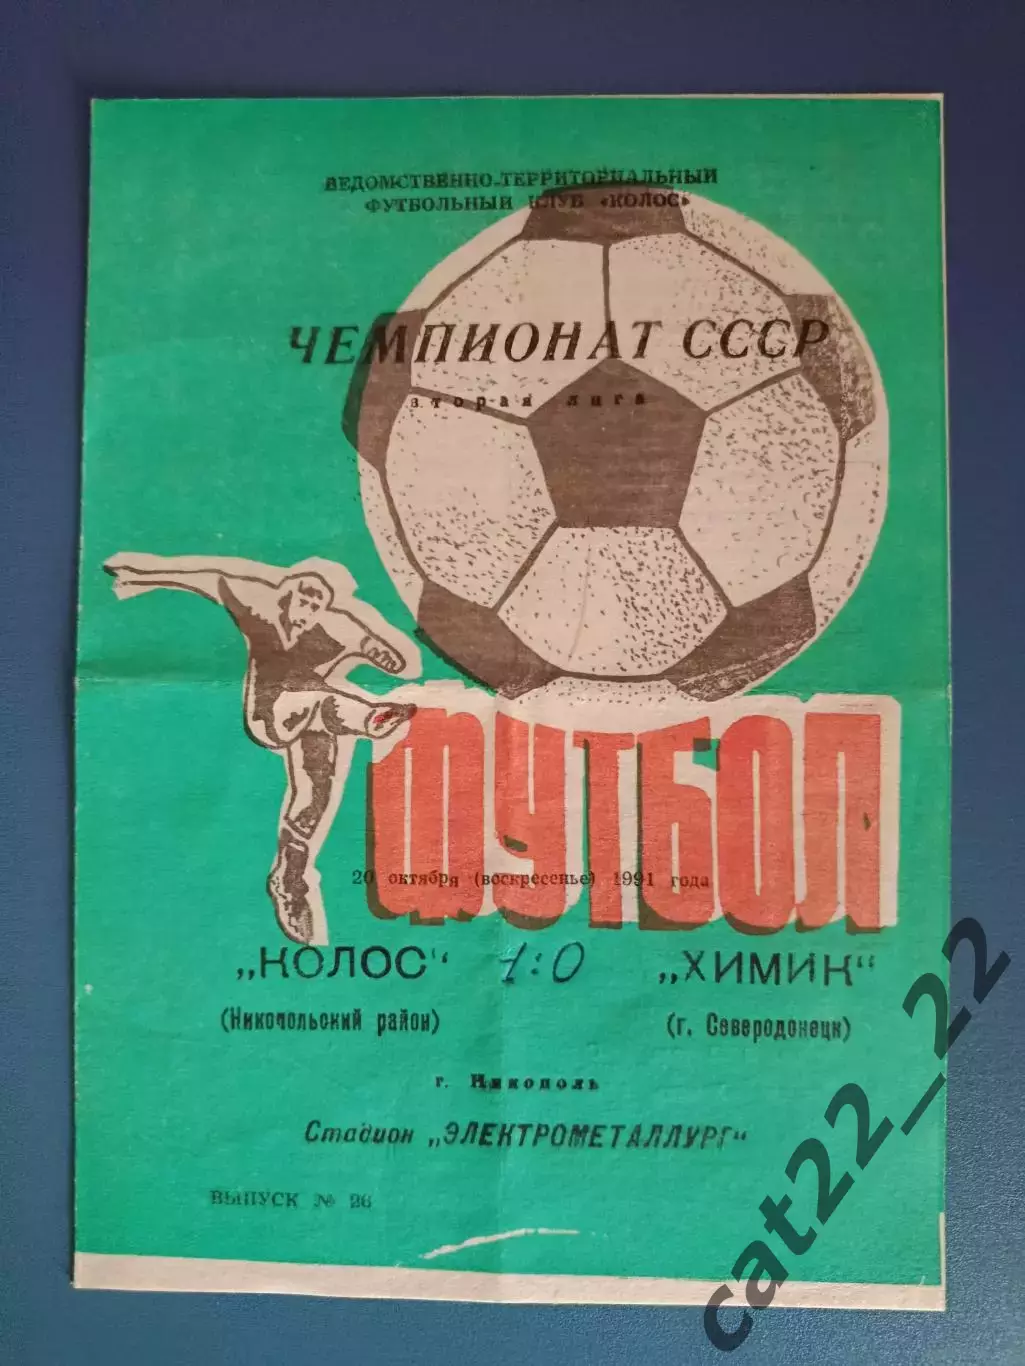 ВЕДОМСТВЕННО-ТЕРРИТОРИАЛЬНЫЙ
ФУТБОЛЬНЫЙ КЛУБ «КОЛОС»
ЧЕМПИОНАТ СССР
вторая лига
ФУТБОЛ
20 октября (воскресенье) 1991 года
„КОЛОС“ 1:0 „ХИМИК“
(Никопольский район) (г. Северодонецк)
г. Никополь
Стадион „ЭЛЕКТРОМЕТАЛЛУРГ“
ВЫПУСК № 26
cat22_22